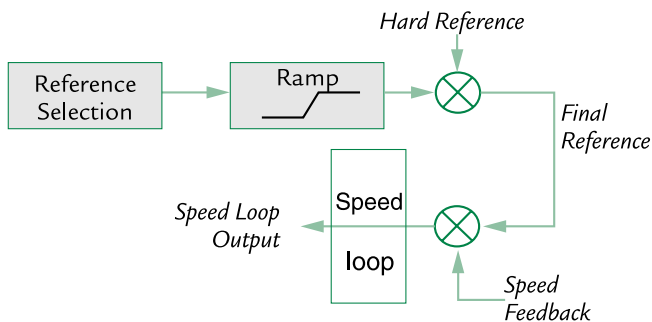 Hard Reference
Reference
Selection
Ramp
Final
Reference
Speed
loop
Speed Loop
Output
Speed
Feedback